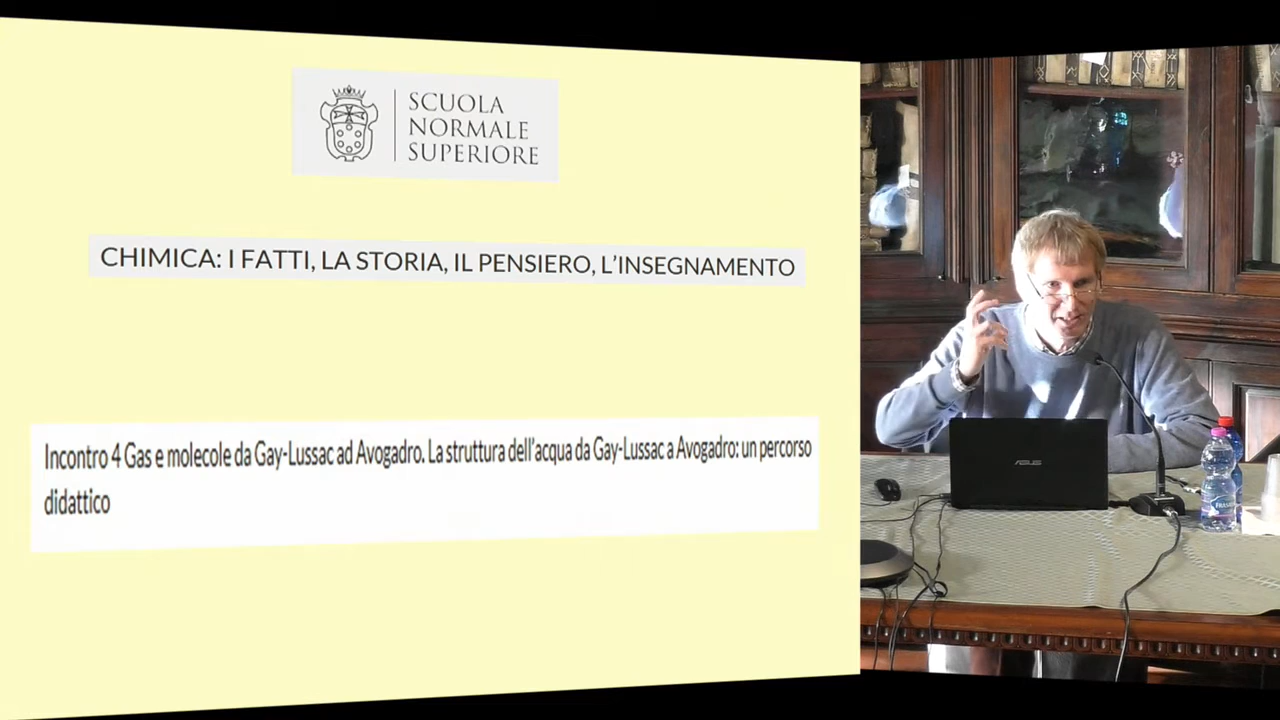 SCUOLA
NORMALE
SUPERIORE
CHIMICA: I FATTI, LA STORIA, IL PENSIERO, L'INSEGNAMENTO
Incontro 4 Gas e molecole da Gay-Lussac ad Avogadro. La struttura dell'acqua da Gay-Lussac a Avogadro: un percorso
didattico
ASUS